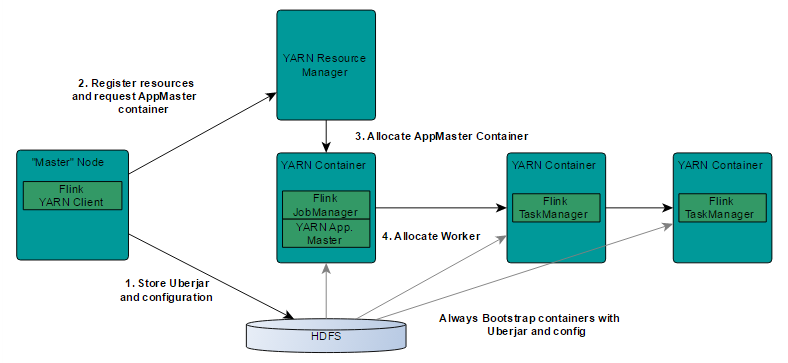 YARN Resource
Manager
2. Register resources
and request AppMaster
container
3. Allocate AppMaster Container
"Master" Node
Flink
YARN Client
YARN Container
Flink
JobManager
YARN App.
Master
YARN Container
Flink
TaskManager
YARN Container
Flink
TaskManager
4. Allocate Worker
1. Store Uberjar
and configuration
Always Bootstrap containers with
Uberjar and config
HDFS